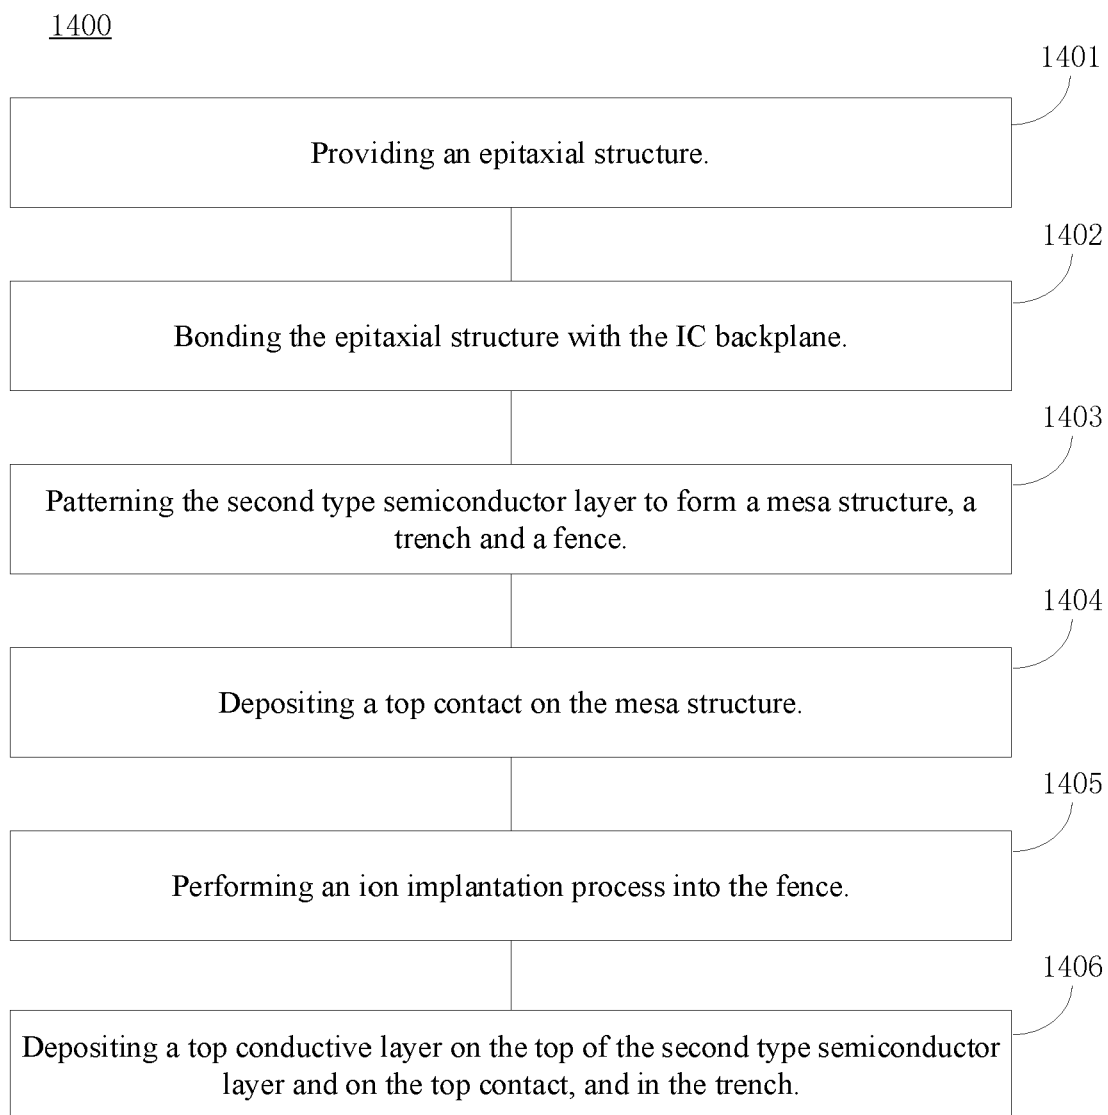 1400
1401
Providing an epitaxial structure.
1402
Bonding the epitaxial structure with the IC backplane.
1403
Patterning the second type semiconductor layer to form a mesa structure, a
trench and a fence.
1404
Depositing a top contact on the mesa structure.
1405
Performing an ion implantation process into the fence.
1406
Depositing a top conductive layer on the top of the second type semiconductor
layer and on the top contact, and in the trench.